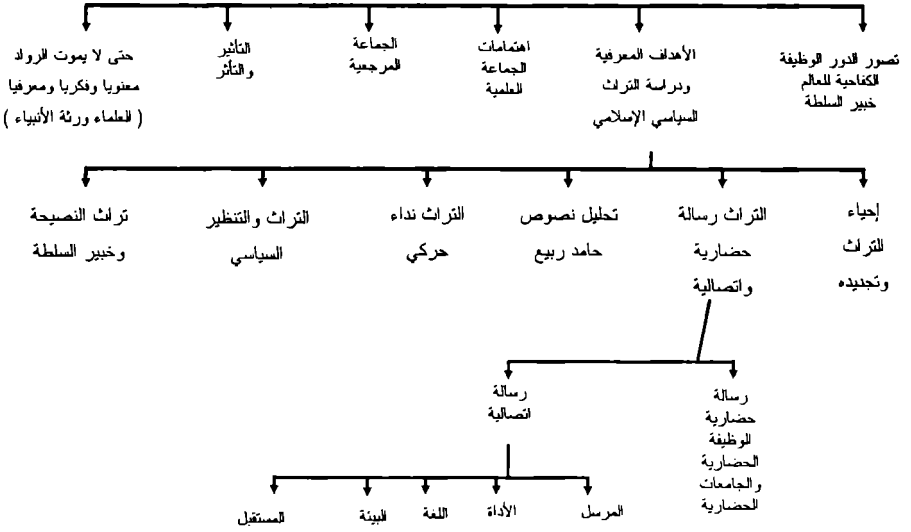 تصور الدور الوظيفة
الكفاحية للعالم
خبير السلطة
الأهداف المعرفية
ودراسة التراث
السياسي الإسلامي
اهتمامات
الجماعة
العلمية
الجماعة
المرجعية
التأثير
والتأثر
حتى لا يموت الرواد
معنويا وفكريا ومعرفيا
( العلماء ورثة الأنبياء )
إحياء
التراث
وتجديده
التراث رسالة
حضارية
واتصالية
تحليل نصوص
حامد ربيع
التراث نداء
حركي
التراث والتنظير
السياسي
تراث النصيحة
وخبير السلطة
رسالة
حضارية
الوظيفة
الحضارية
والجامعات
الحضارية
رسالة
اتصالية
المرسل
الأداة
اللغة
البيئة
المستقبل